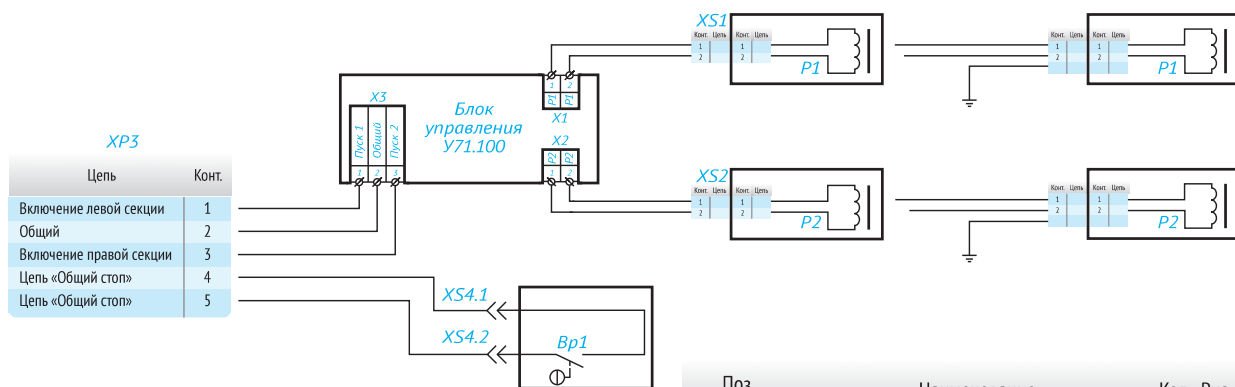 XP3
Цепь Конт.
Включение левой секции 1
Общий 2
Включение правой секции 3
Цепь «Общий стоп» 4
Цепь «Общий стоп» 5
X3
Пуск 1 Общий Пуск 2
1 2 3
Блок
управления
У71.100
1 2
P1 P1
X1
X2
P2 P2
1 2
XS1
Конт. Цепь Конт. Цепь
1 1
2 2
P1
Конт. Цепь Конт. Цепь
1 1
2 2
P1
XS2
Конт. Цепь Конт. Цепь
1 1
2 2
P2
Конт. Цепь Конт. Цепь
1 1
2 2
P2
XS4.1
XS4.2
Вр1
Поз